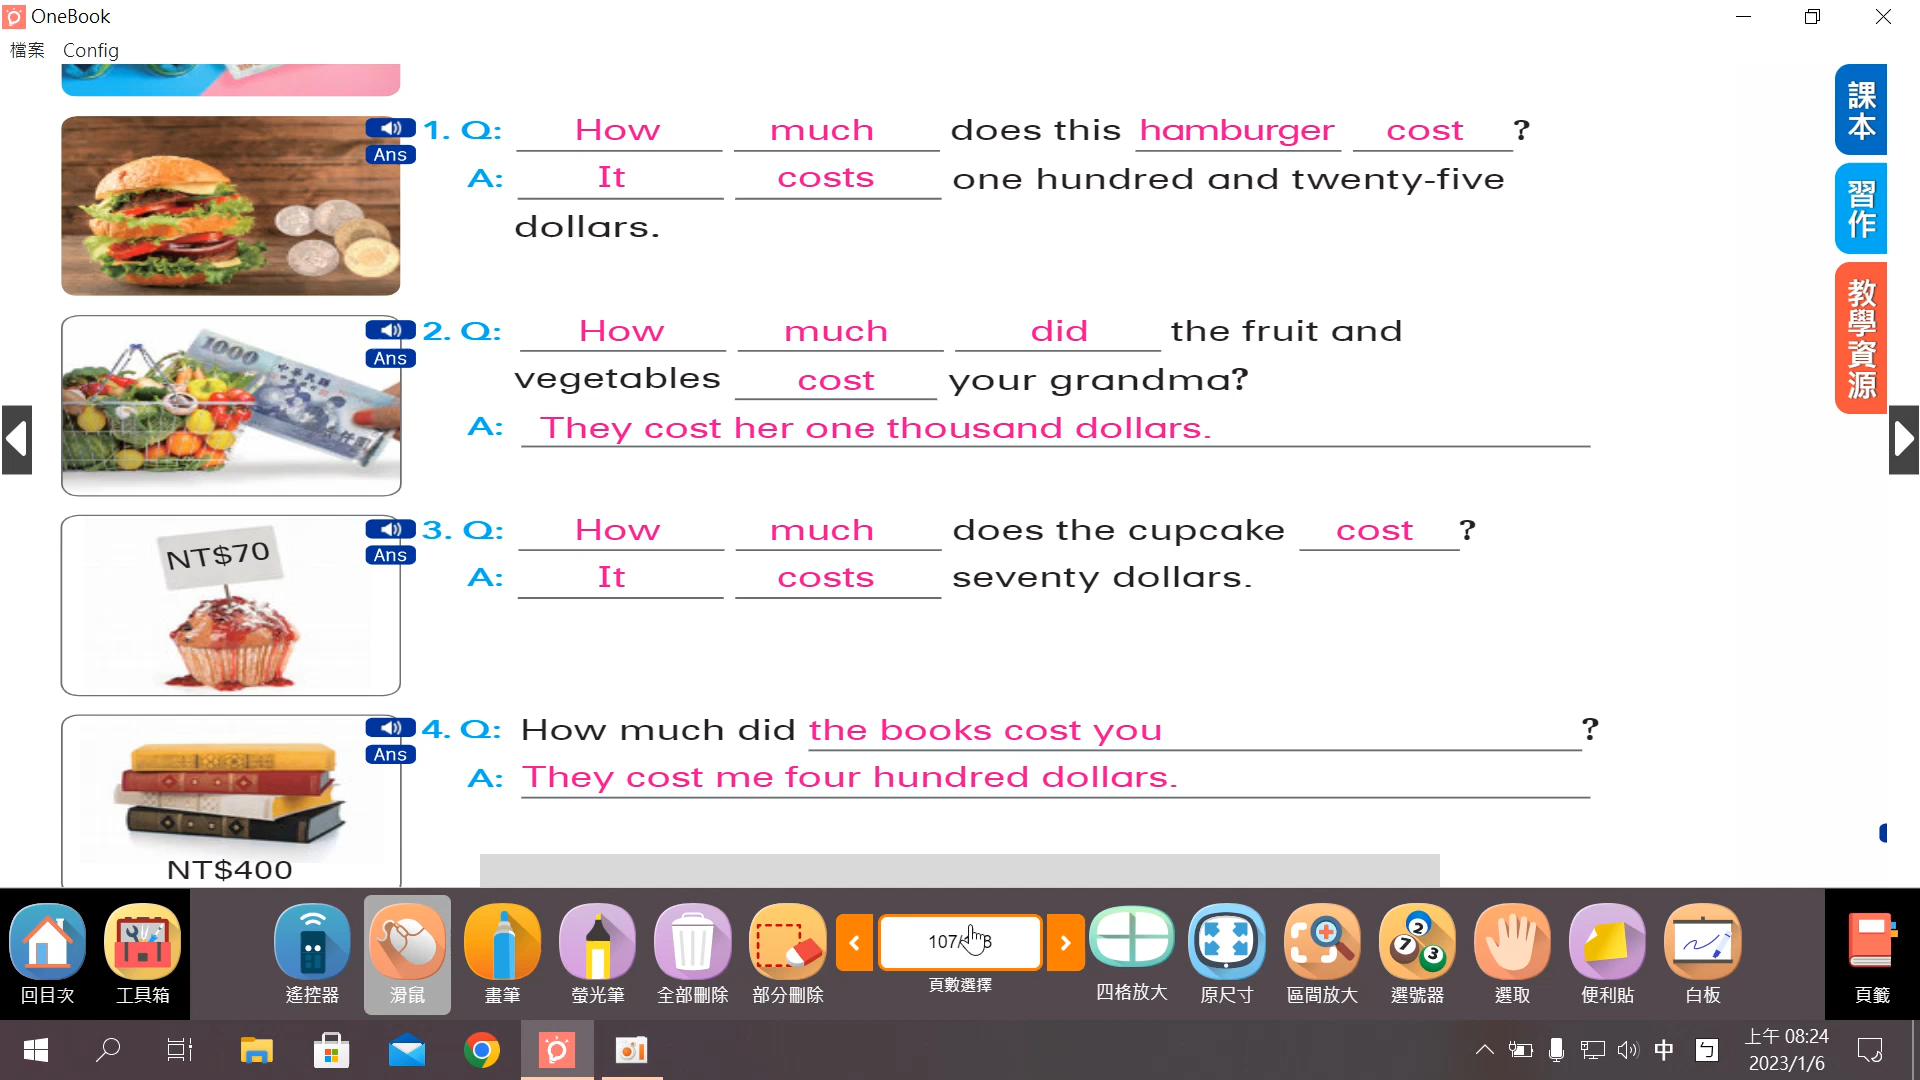 OneBook
檔案 Config
Ans
1. Q: How much does this hamburger cost ?
A: It costs one hundred and twenty-five
dollars.
1000
Ans
2. Q: How much did the fruit and
vegetables cost your grandma?
A: They cost her one thousand dollars.
NT$70
Ans
3. Q: How much does the cupcake cost ?
A: It costs seventy dollars.
Ans
4. Q: How much did the books cost you ?
A: They cost me four hundred dollars.
NT$400
課本
習作
教學資源
107/
頁數選擇
2
7
3
回目次
工具箱
遙控器
滑鼠
畫筆
螢光筆
全部刪除
部分刪除
四格放大
原尺寸
區間放大
選號器
選取
便利貼
白板
頁籤
中
ㄅ
上午 08:24
2023/1/6